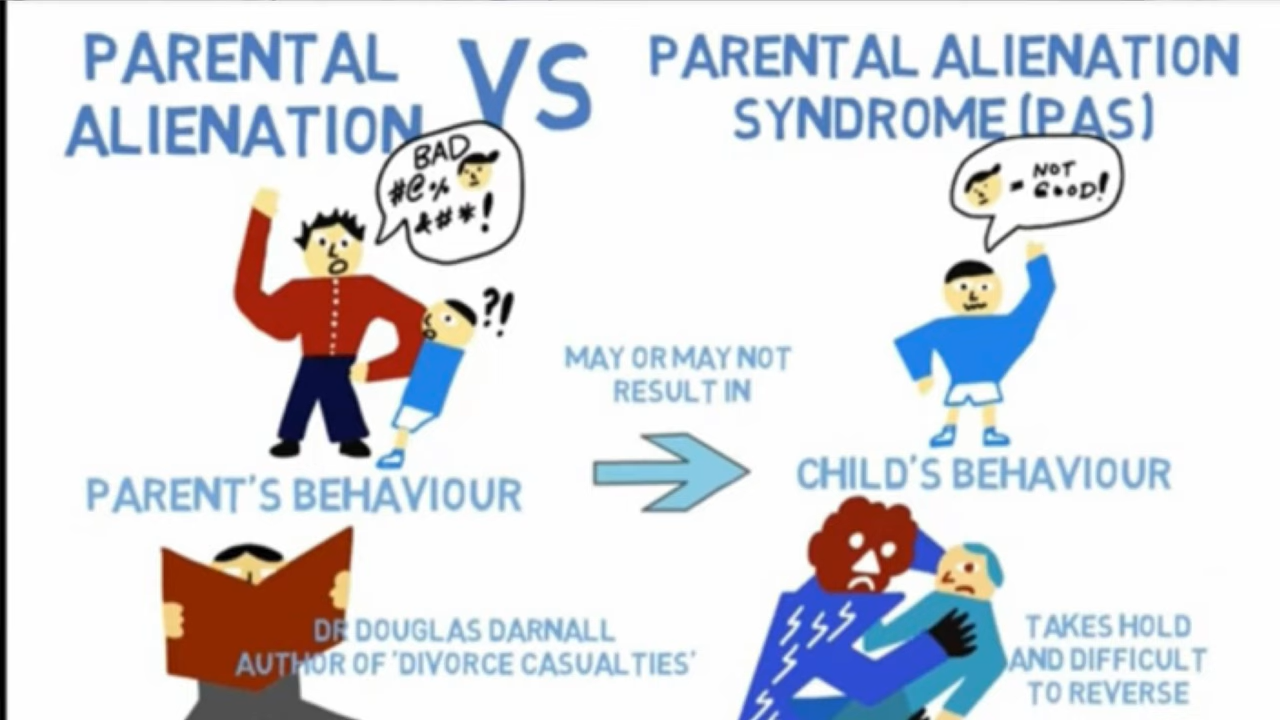 PARENTAL
ALIENATION
VS
PARENTAL ALIENATION
SYNDROME (PAS)
BAD
#@%
&#*!
?!
= NOT
GOOD!
MAY OR MAY NOT
RESULT IN
PARENT'S BEHAVIOUR
CHILD'S BEHAVIOUR
DR DOUGLAS DARNALL
AUTHOR OF 'DIVORCE CASUALTIES'
TAKES HOLD
AND DIFFICULT
TO REVERSE